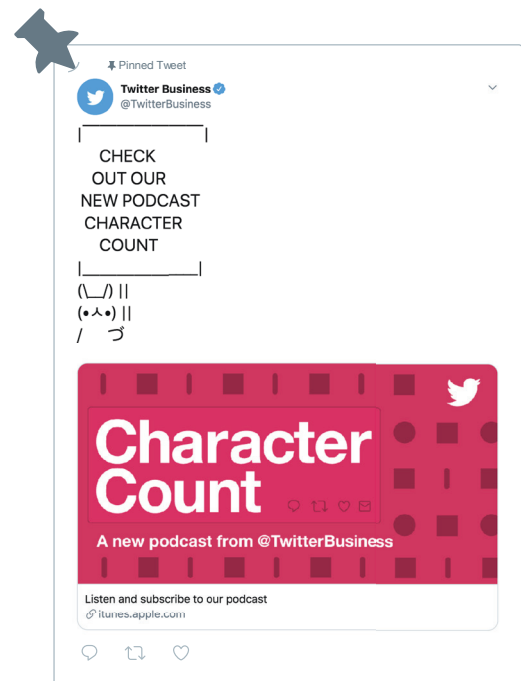 Pinned Tweet
Twitter Business
@TwitterBusiness
|￣￣￣￣￣￣￣￣|
CHECK
OUT OUR
NEW PODCAST
CHARACTER
COUNT
|＿＿＿＿＿＿＿＿|
(\__/) ||
(•ㅅ•) ||
/ 　 づ
Character
Count
A new podcast from @TwitterBusiness
Listen and subscribe to our podcast
itunes.apple.com